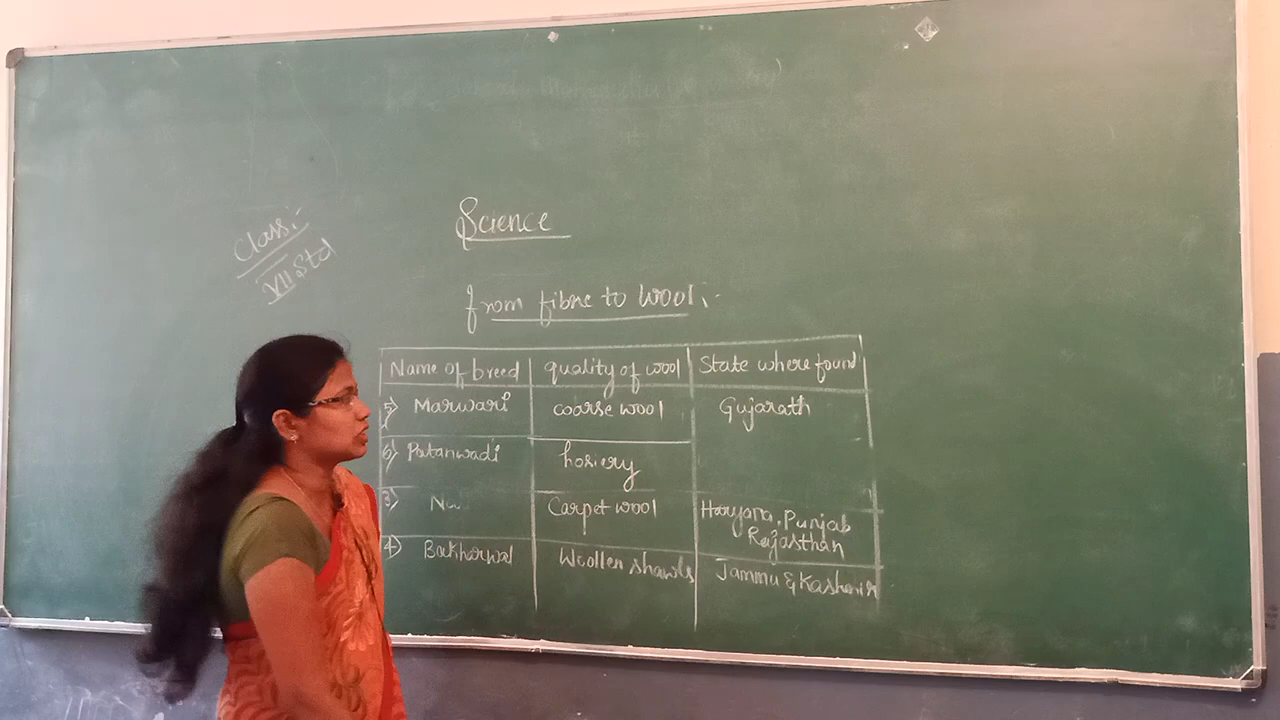 Class:-
VII Std
Science
from fibre to wool:-
Name of breed quality of wool State where found
5) Marwari coarse wool Gujarath
6) Patanwadi hosiery
3) Carpet wool Haryana, Punjab
Rajasthan
4) Bakharwal Woollen shawls Jammu & Kashmir